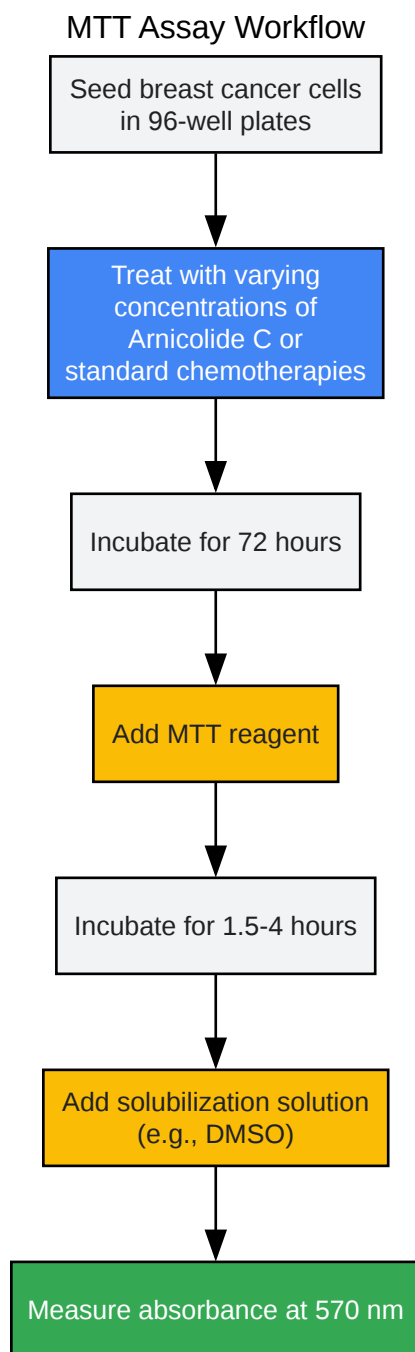 MTT Assay Workflow
Seed breast cancer cells
in 96-well plates
Treat with varying
concentrations of
Arnicolide C or
standard chemotherapies
Incubate for 72 hours
Add MTT reagent
Incubate for 1.5-4 hours
Add solubilization solution
(e.g., DMSO)
Measure absorbance at 570 nm